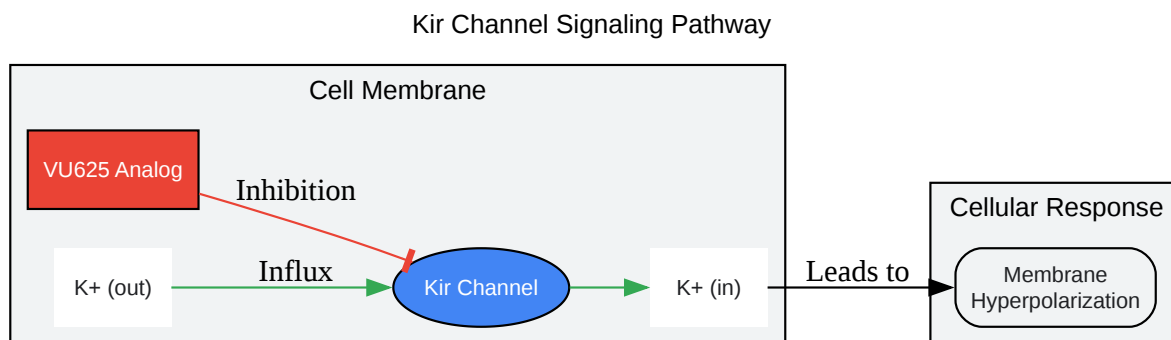 Kir Channel Signaling Pathway
Cell Membrane
VU625 Analog
Inhibition
K+ (out)
Influx
Kir Channel
K+ (in)
Leads to
Cellular Response
Membrane
Hyperpolarization